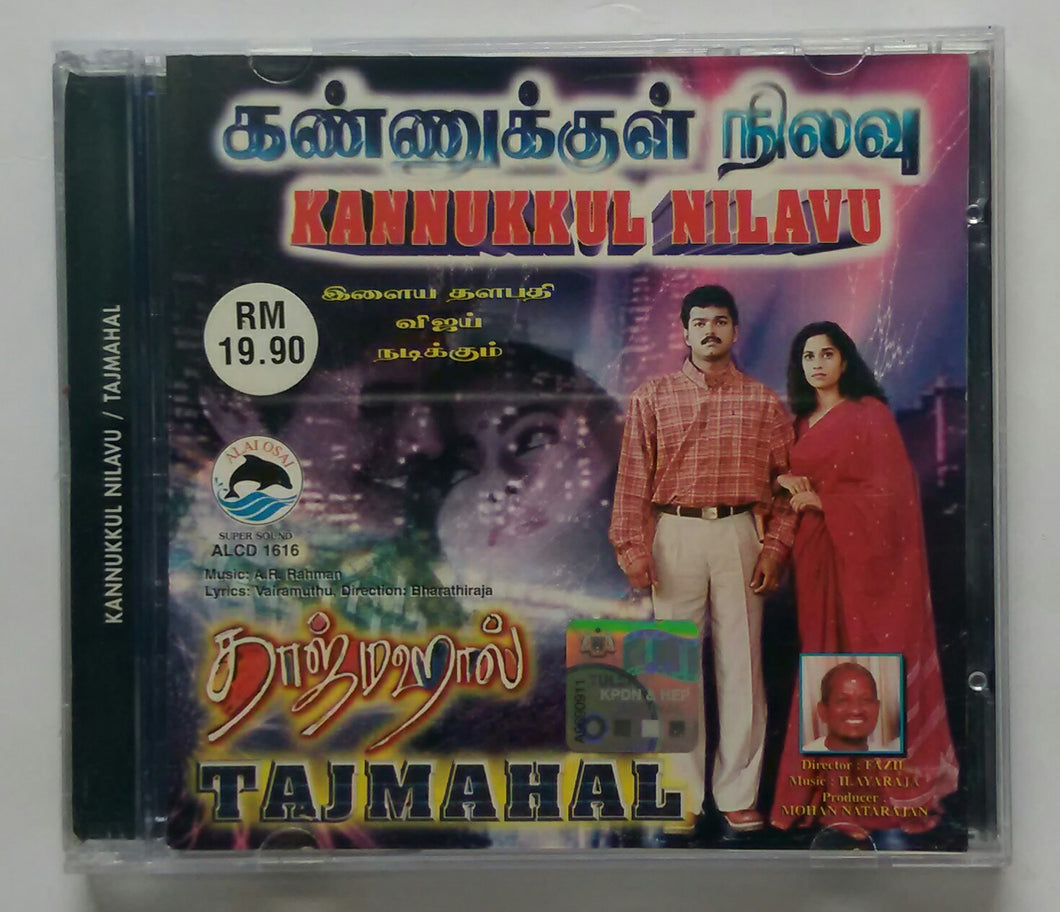 கண்ணுக்குள் நிலவு
KANNUKKUL NILAVU
இளைய தளபதி
விஜய்
நடிக்கும்
RM
19.90
ALAI OSAI
SUPER SOUND
ALCD 1616
Music: A.R. Rahman
Lyrics: Vairamuthu, Direction: Bharathiraja
தாஜ்மஹால்
TAJMAHAL
KPDN & HEP
A0930911
Director : FAZIL
Music : ILAYARAJA
Producer :
MOHAN NATARAJAN
KANNUKKUL NILAVU / TAJMAHAL